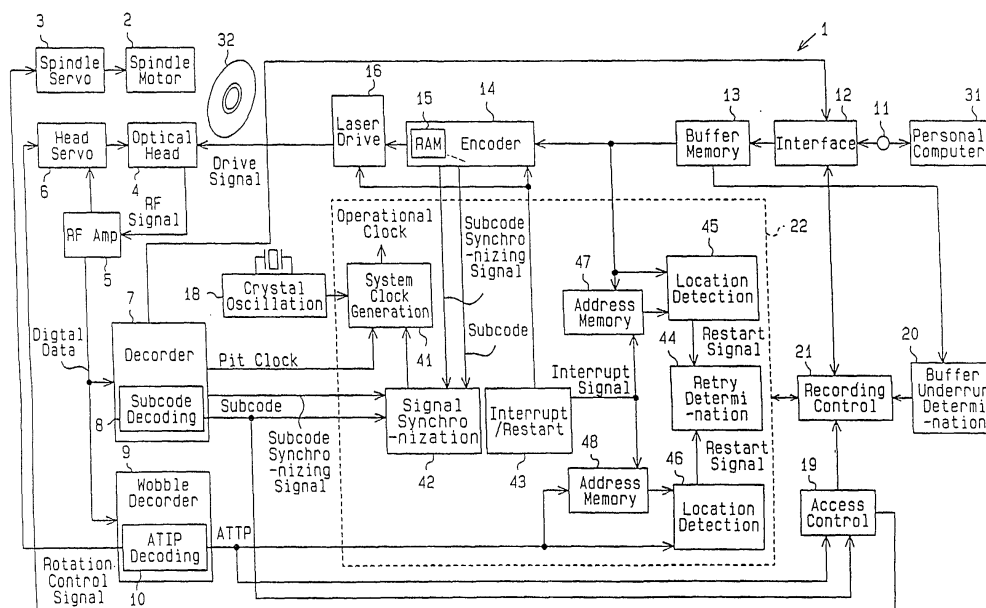 1
3
Spindle
Servo
2
Spindle
Motor
32
16
Laser
Drive
15
RAM
14
Encoder
13
Buffer
Memory
12
Interface
11
31
Personal
Computer
Head
Servo
6
Optical
Head
4
Drive
Signal
RF
Signal
RF Amp
5
Operational
Clock
Subcode
Synchro
-nizing
Signal
22
45
Location
Detection
47
Address
Memory
18
Crystal
Oscillation
System
Clock
Generation
41
Subcode
Restart
Signal
7
Decorder
Digtal
Data
Pit Clock
Subcode
Decoding
8
Subcode
Subcode
Synchro
-nizing
Signal
Signal
Synchro
-nization
42
Interrupt
/Restart
43
Interrupt
Signal
44
Retry
Determi
-nation
21
Recording
Control
20
Buffer
Underrun
Determi
-nation
Restart
Signal
9
Wobble
Decorder
ATIP
Decoding
10
ATTP
48
Address
Memory
46
Location
Detection
19
Access
Control
Rotation
Control
Signal